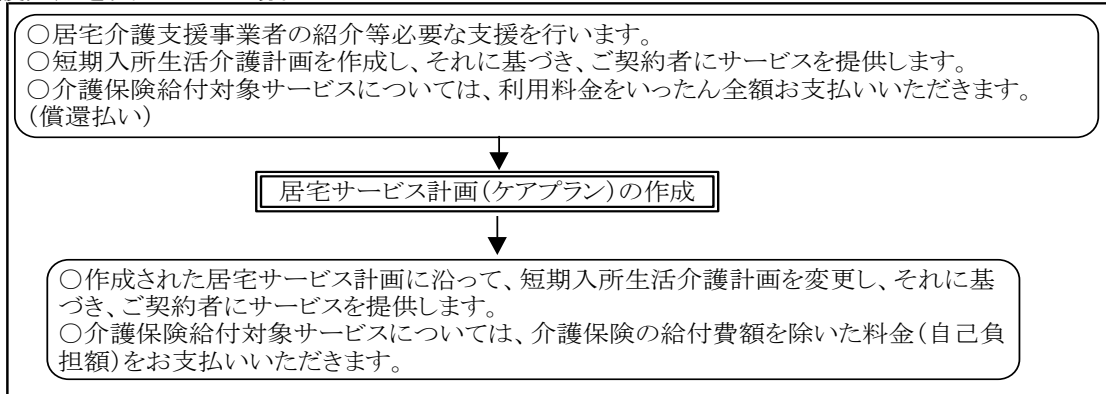 ○居宅介護支援事業者の紹介等必要な支援を行います。
○短期入所生活介護計画を作成し、それに基づき、ご契約者にサービスを提供します。
○介護保険給付対象サービスについては、利用料金をいったん全額お支払いいただきます。
(償還払い)
居宅サービス計画(ケアプラン)の作成
○作成された居宅サービス計画に沿って、短期入所生活介護計画を変更し、それに基
づき、ご契約者にサービスを提供します。
○介護保険給付対象サービスについては、介護保険の給付費額を除いた料金(自己負
担額)をお支払いいただきます。